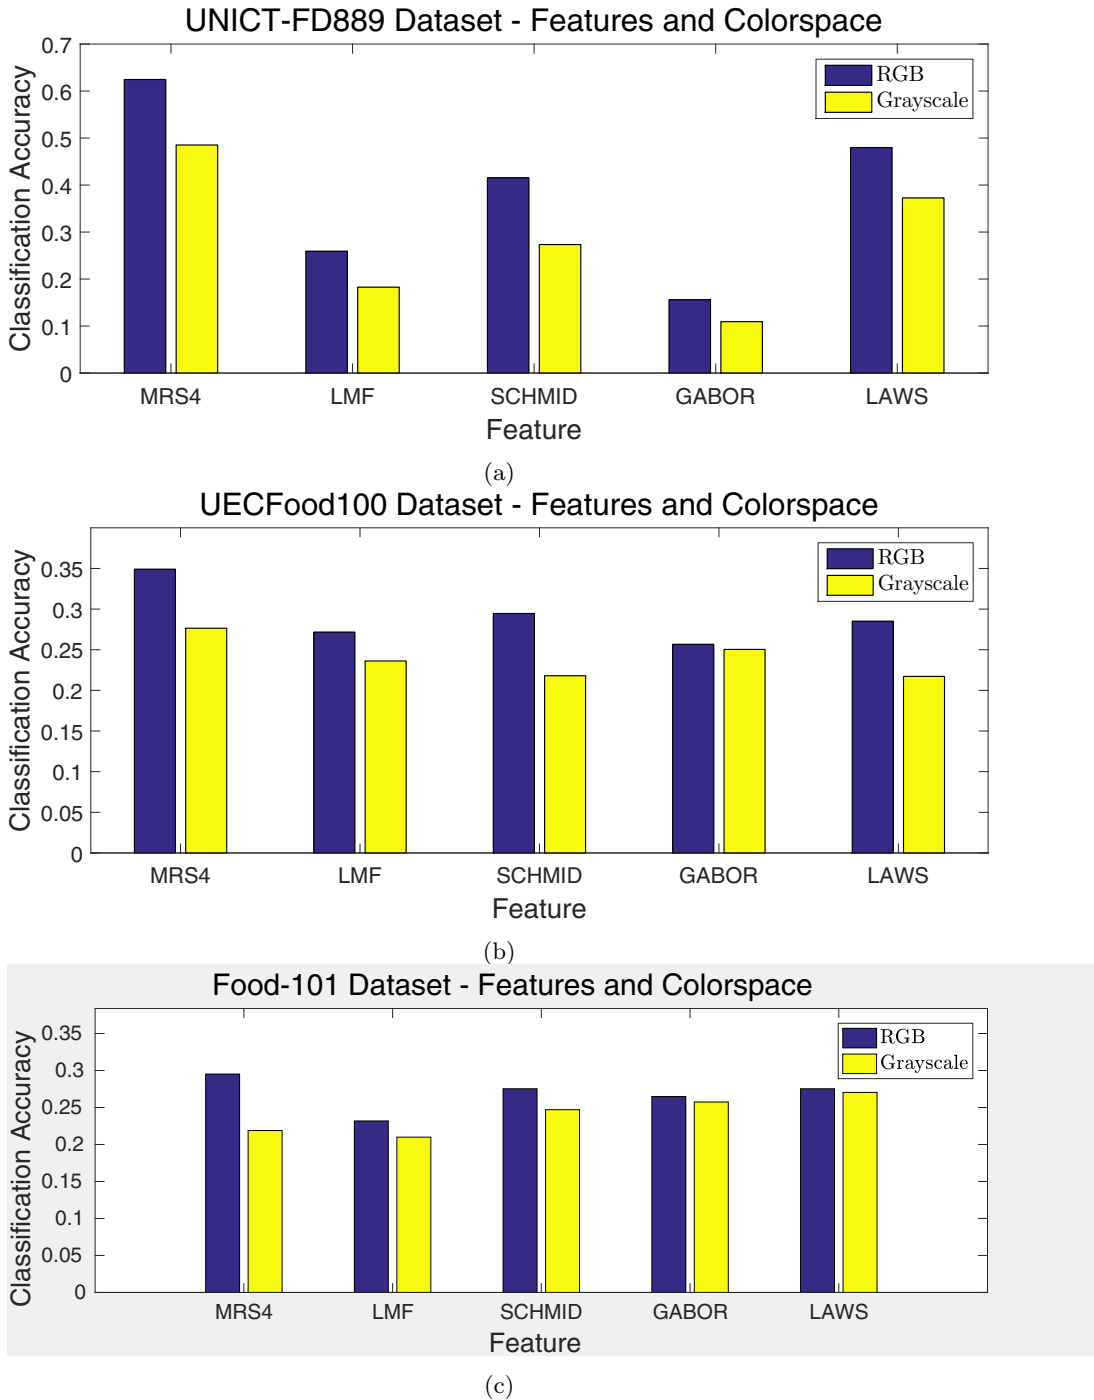 UNICT-FD889 Dataset - Features and Colorspace
Classification Accuracy
0.7
0.6
0.5
0.4
0.3
0.2
0.1
0
RGB
Grayscale
MRS4 LMF SCHMID GABOR LAWS
Feature
(a)
UECFood100 Dataset - Features and Colorspace
Classification Accuracy
0.35
0.3
0.25
0.2
0.15
0.1
0.05
0
RGB
Grayscale
MRS4 LMF SCHMID GABOR LAWS
Feature
(b)
Food-101 Dataset - Features and Colorspace
Classification Accuracy
0.35
0.3
0.25
0.2
0.15
0.1
0.05
0
RGB
Grayscale
MRS4 LMF SCHMID GABOR LAWS
Feature
(c)